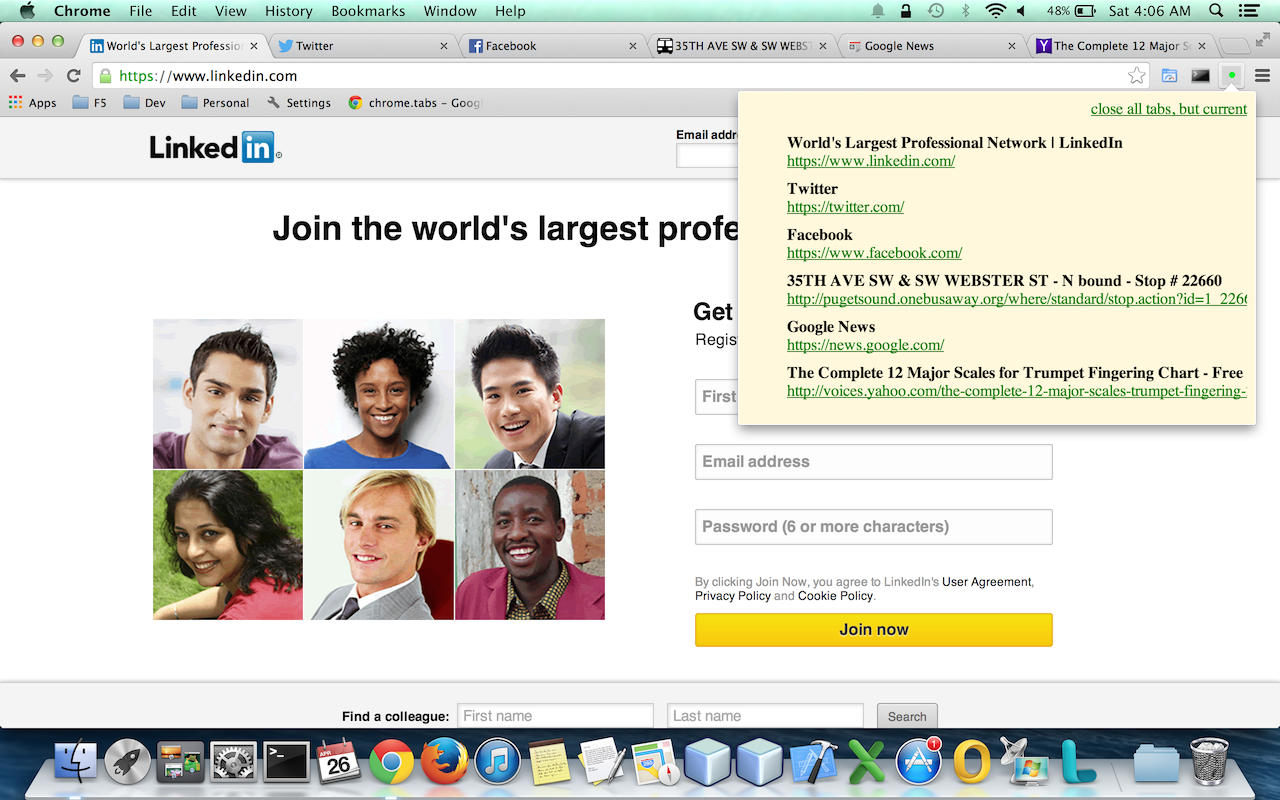 Chrome File Edit View History Bookmarks Window Help 48% Sat 4:06 AM
World's Largest Professio Twitter Facebook 35TH AVE SW & SW WEBST Google News The Complete 12 Major S
https://www.linkedin.com
Apps F5 Dev Personal Settings chrome.tabs - Goog
close all tabs, but current
World's Largest Professional Network | LinkedIn
https://www.linkedin.com/
Twitter
https://twitter.com/
Facebook
https://www.facebook.com/
35TH AVE SW & SW WEBSTER ST - N bound - Stop # 22660
http://pugetsound.onebusaway.org/where/standard/stop.action?id=1_2266
Google News
https://news.google.com/
The Complete 12 Major Scales for Trumpet Fingering Chart - Free
http://voices.yahoo.com/the-complete-12-major-scales-trumpet-fingering-
Linked in
Email addr
Join the world's largest profe
Get
Regis
First
Email address
Password (6 or more characters)
By clicking Join Now, you agree to LinkedIn's User Agreement,
Privacy Policy and Cookie Policy.
Join now
Find a colleague: First name Last name Search
APR
26
1